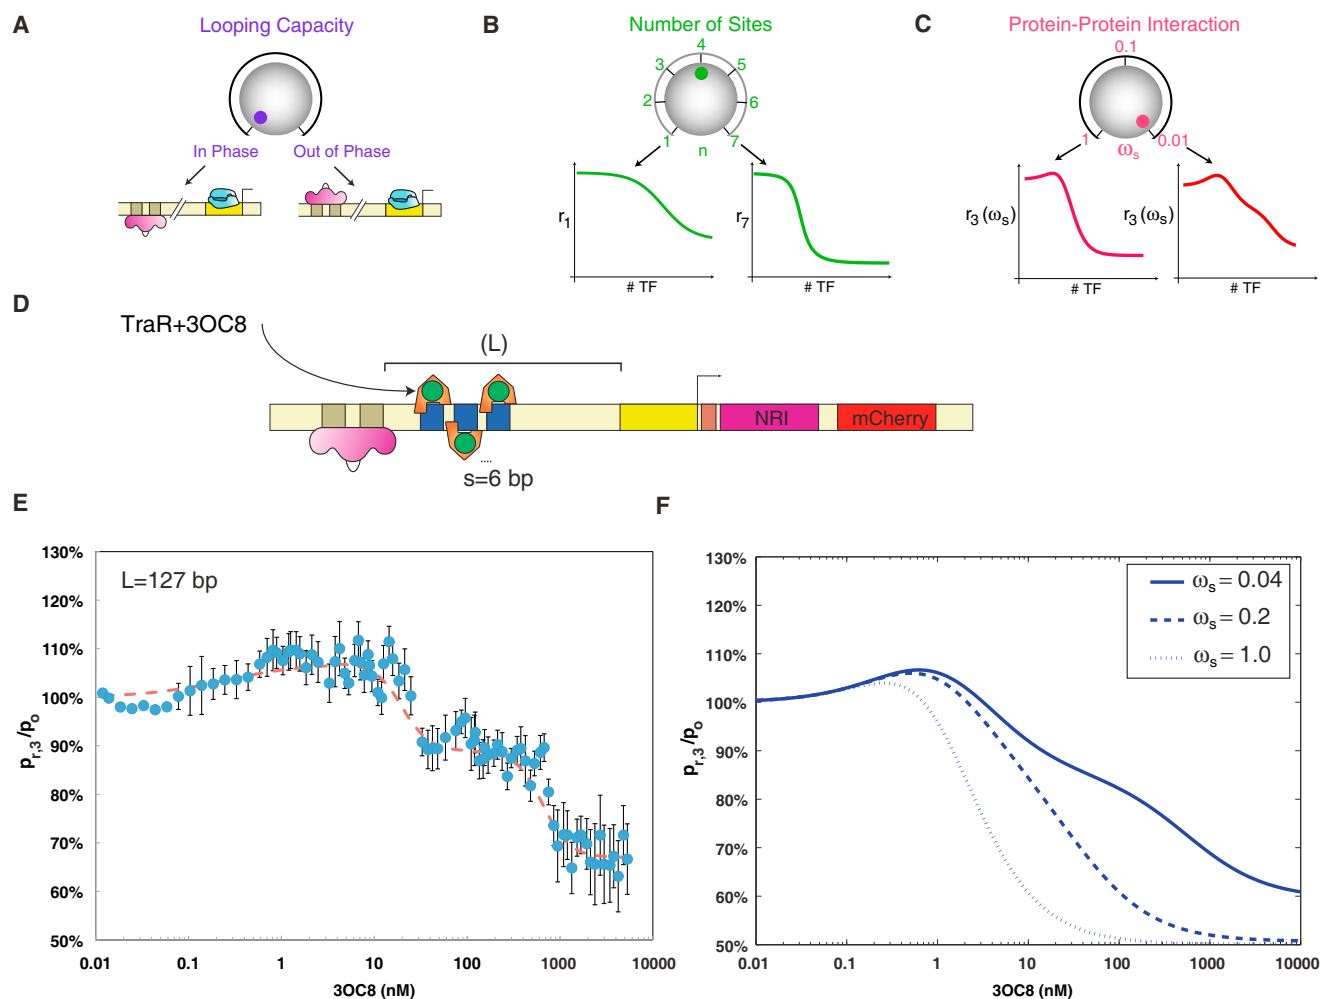 A
Looping Capacity
In Phase
Out of Phase
B
Number of Sites
1
2
3
4
5
6
7
n
r1
# TF
r7
# TF
C
Protein-Protein Interaction
0.1
1
ωs
0.01
r3 (ωs)
# TF
r3 (ωs)
# TF
D
TraR+3OC8
(L)
NRI
mCherry
....
s=6 bp
E
L=127 bp
pr,3/po
130%
120%
110%
100%
90%
80%
70%
60%
50%
0.01
0.1
1
10
100
1000
10000
3OC8 (nM)
F
ωs = 0.04
ωs = 0.2
ωs = 1.0
pr,3/po
130%
120%
110%
100%
90%
80%
70%
60%
50%
0.01
0.1
1
10
100
1000
10000
3OC8 (nM)